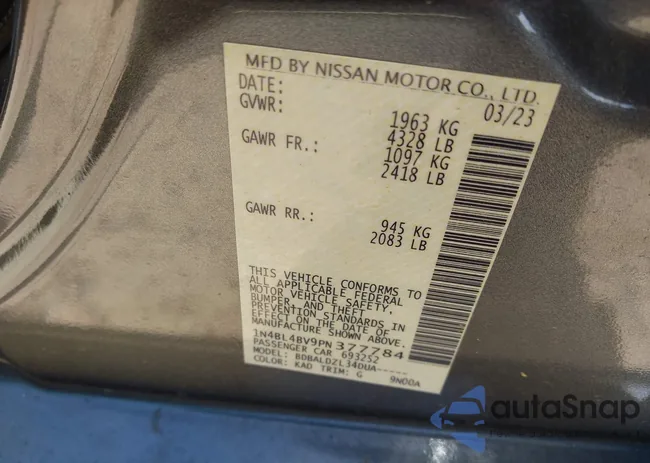 MFD BY NISSAN MOTOR CO., LTD.
DATE: 03/23
GVWR: 1963 KG
4328 LB
GAWR FR.: 1097 KG
2418 LB
GAWR RR.: 945 KG
2083 LB
THIS VEHICLE CONFORMS TO
ALL APPLICABLE FEDERAL
MOTOR VEHICLE SAFETY,
BUMPER, AND THEFT
PREVENTION STANDARDS IN
EFFECT ON THE DATE OF
MANUFACTURE SHOWN ABOVE.
1N4BL4BV9PN 377784
PASSENGER CAR 693252
MODEL: BDBALDZL34DUA-----
COLOR: KAD TRIM: G 9N00A
autaSnap